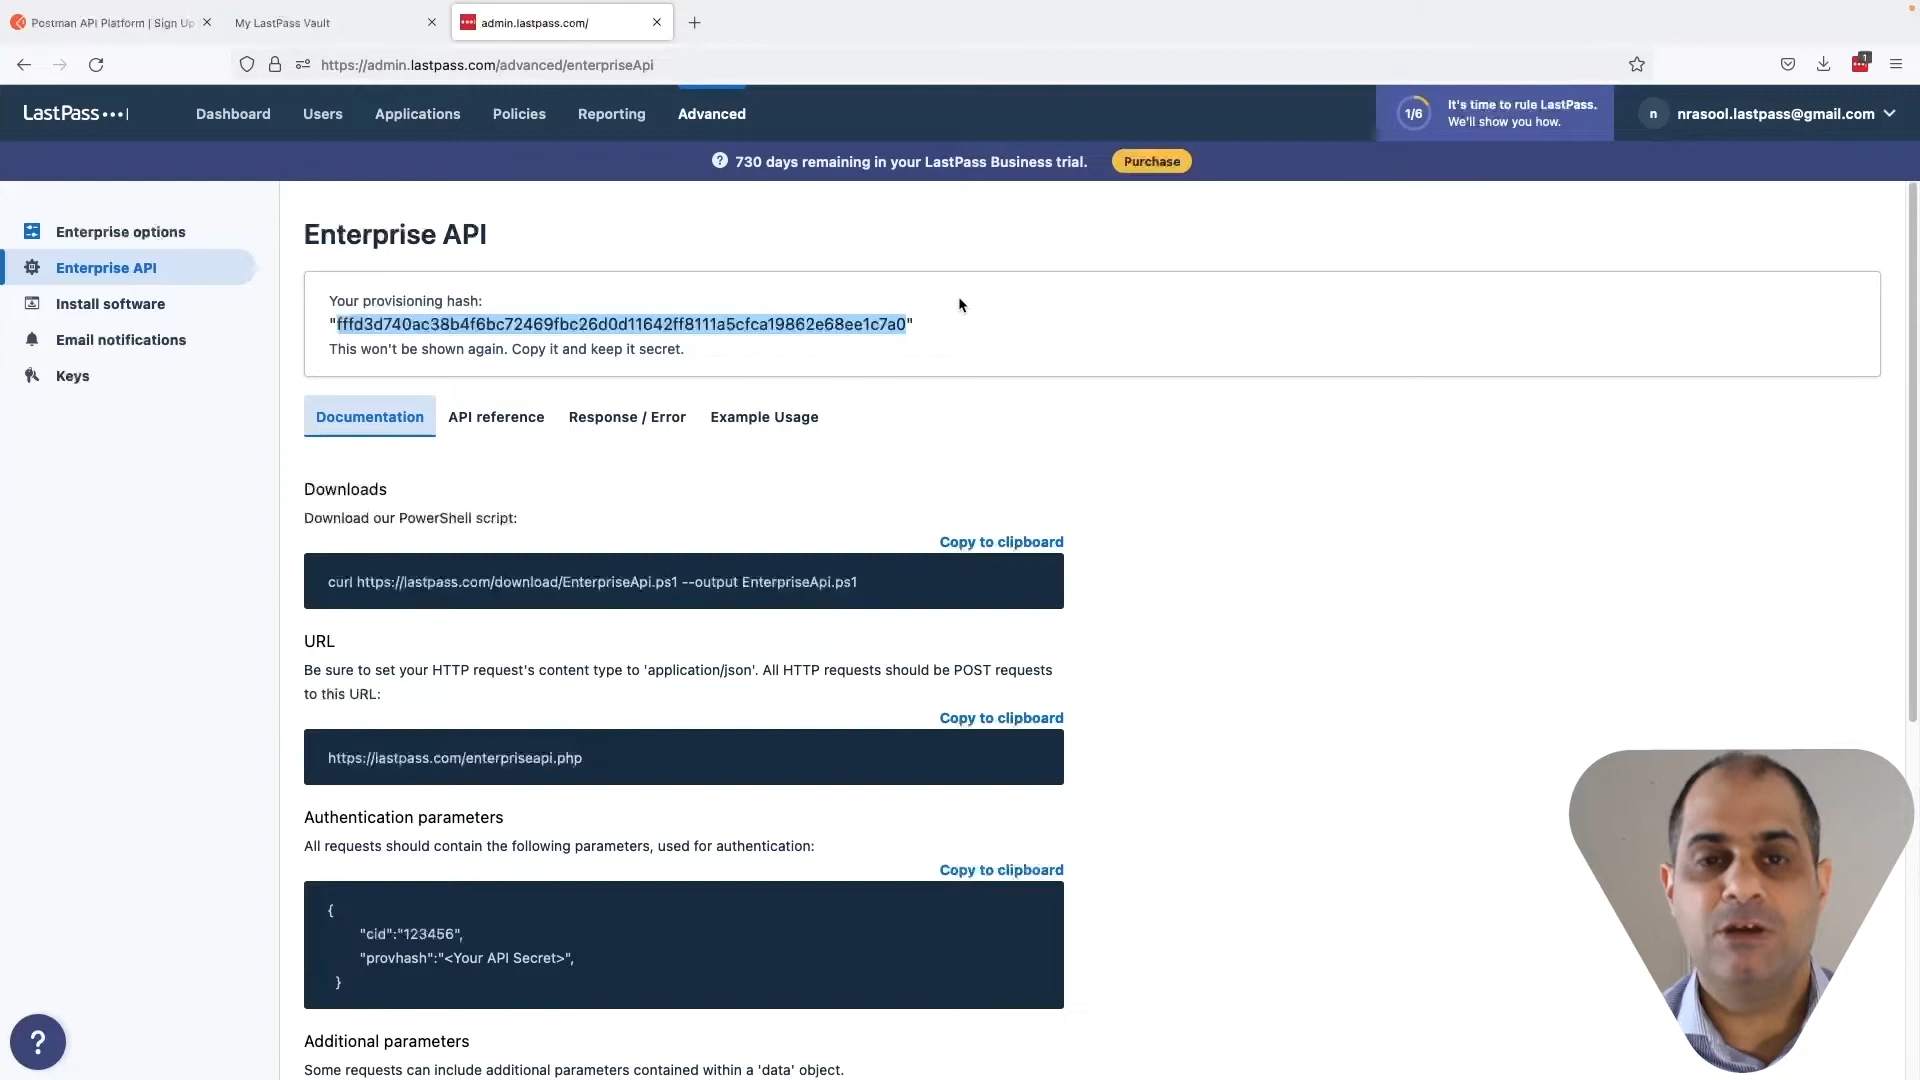 Postman API Platform | Sign Up
My LastPass Vault
admin.lastpass.com/
https://admin.lastpass.com/advanced/enterpriseApi
1
LastPass
Dashboard
Users
Applications
Policies
Reporting
Advanced
1/6
It's time to rule LastPass.
We'll show you how.
n
nrasool.lastpass@gmail.com
730 days remaining in your LastPass Business trial.
Purchase
Enterprise options
Enterprise API
Install software
Email notifications
Keys
Enterprise API
Your provisioning hash:
"fffd3d740ac38b4f6bc72469fbc26d0d11642ff8111a5cfca19862e68ee1c7a0"
This won't be shown again. Copy it and keep it secret.
Documentation
API reference
Response / Error
Example Usage
Downloads
Download our PowerShell script:
Copy to clipboard
curl https://lastpass.com/download/EnterpriseApi.ps1 --output EnterpriseApi.ps1
URL
Be sure to set your HTTP request's content type to 'application/json'. All HTTP requests should be POST requests
to this URL:
Copy to clipboard
https://lastpass.com/enterpriseapi.php
Authentication parameters
All requests should contain the following parameters, used for authentication:
Copy to clipboard
{
"cid":"123456",
"provhash":"<Your API Secret>",
}
Additional parameters
Some requests can include additional parameters contained within a 'data' object.
?